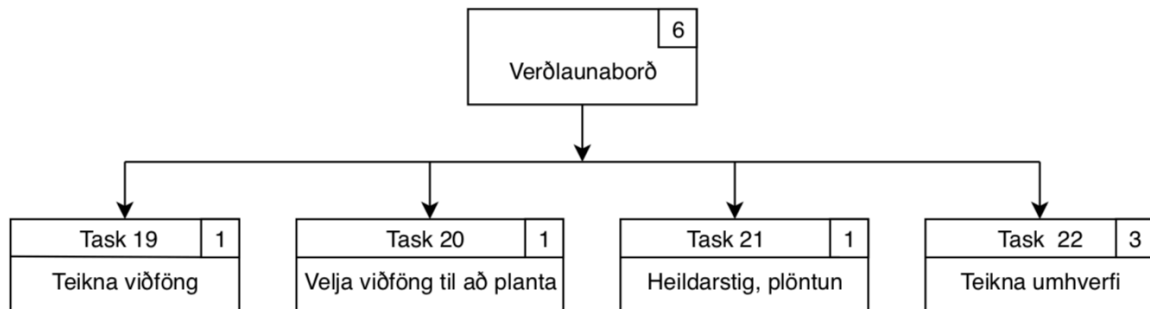 6
Verðlaunaborð
Task 19 1
Teikna viðföng
Task 20 1
Velja viðföng til að planta
Task 21 1
Heildarstig, plöntun
Task 22 3
Teikna umhverfi